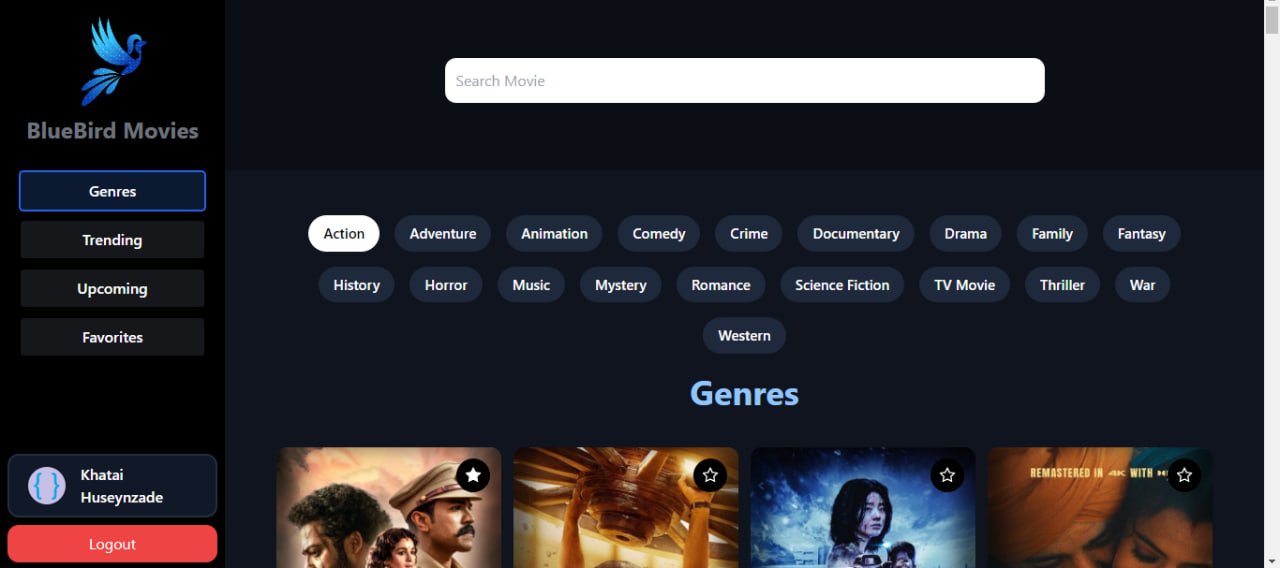 BlueBird Movies
Genres
Trending
Upcoming
Favorites
Khatai
Huseynzade
Logout
Search Movie
Action Adventure Animation Comedy Crime Documentary Drama Family Fantasy
History Horror Music Mystery Romance Science Fiction TV Movie Thriller War
Western
Genres
REMASTERED IN 4K WITH